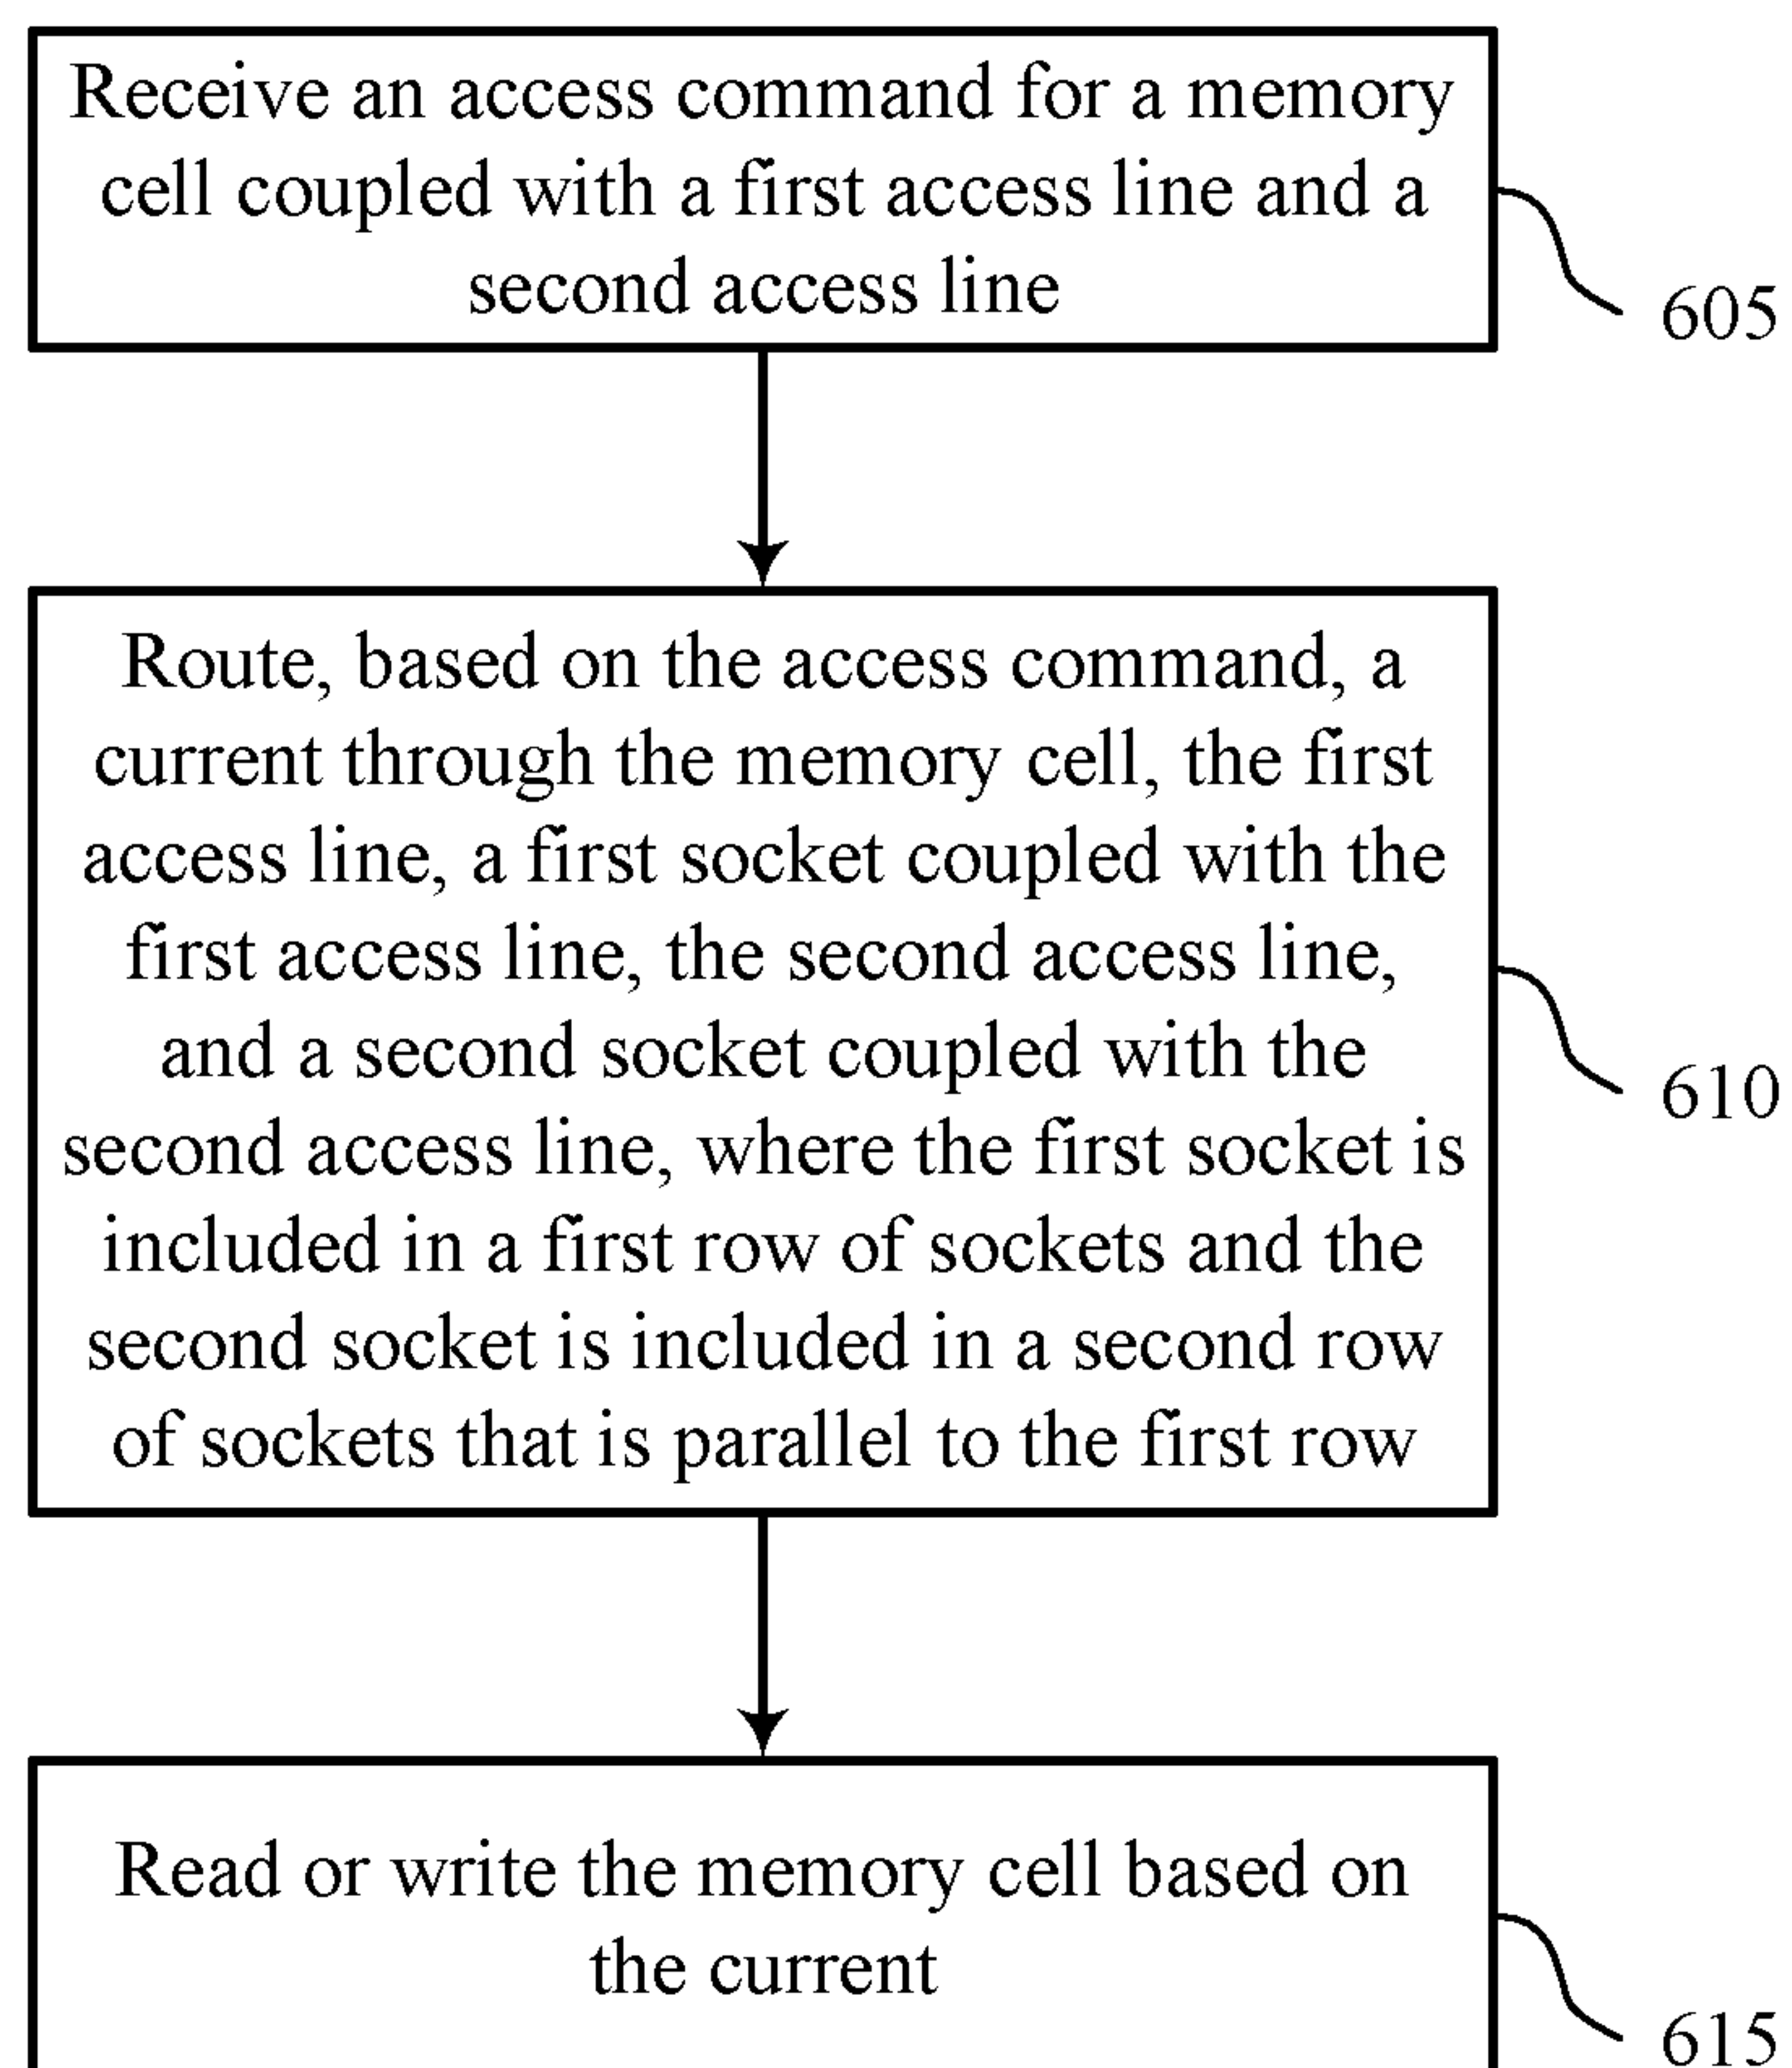 Receive an access command for a memory
cell coupled with a first access line and a
second access line
605
Route, based on the access command, a
current through the memory cell, the first
access line, a first socket coupled with the
first access line, the second access line,
and a second socket coupled with the
second access line, where the first socket is
included in a first row of sockets and the
second socket is included in a second row
of sockets that is parallel to the first row
610
Read or write the memory cell based on
the current
615